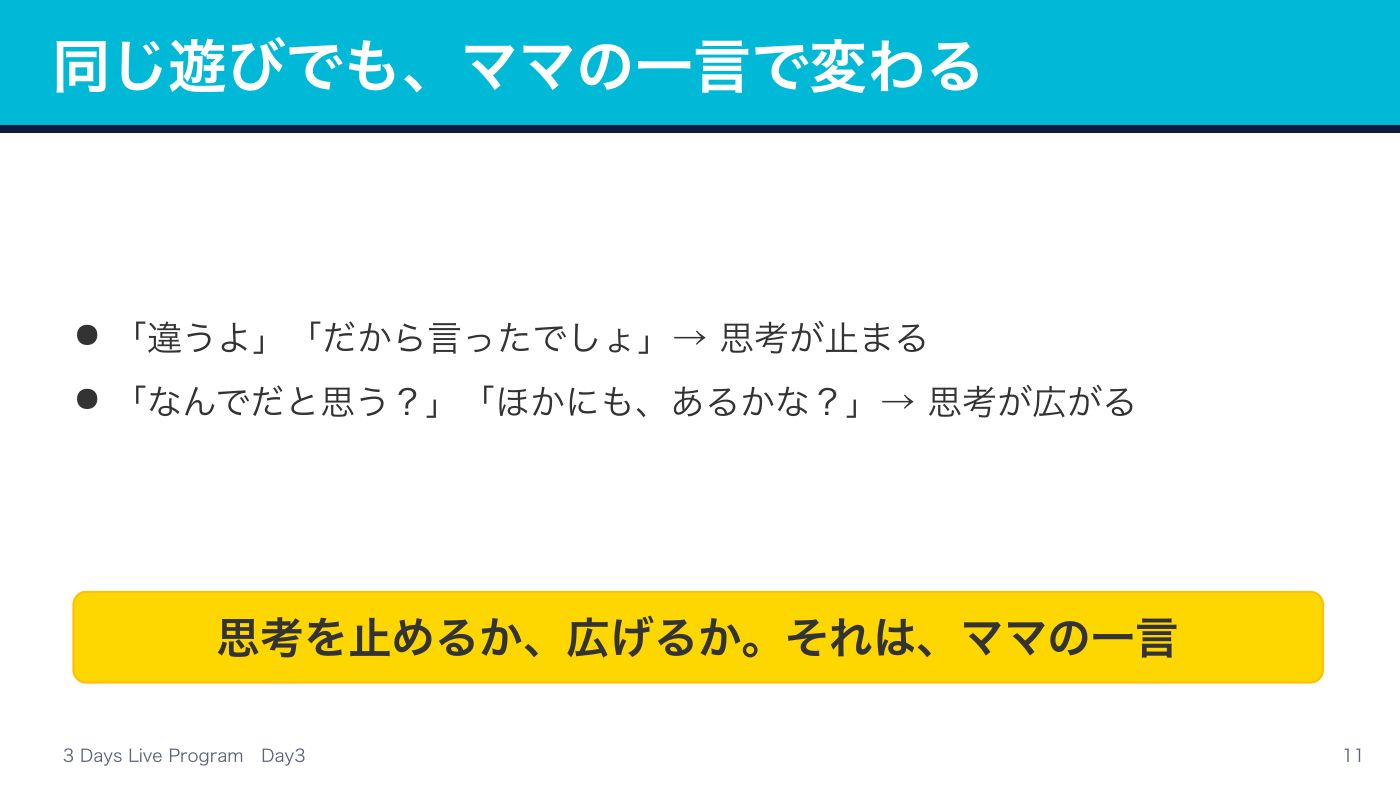 同じ遊びでも、ママの一言で変わる
● 「違うよ」「だから言ったでしょ」→ 思考が止まる
● 「なんでだと思う？」「ほかにも、あるかな？」→ 思考が広がる
思考を止めるか、広げるか。それは、ママの一言
3 Days Live Program　Day3
11